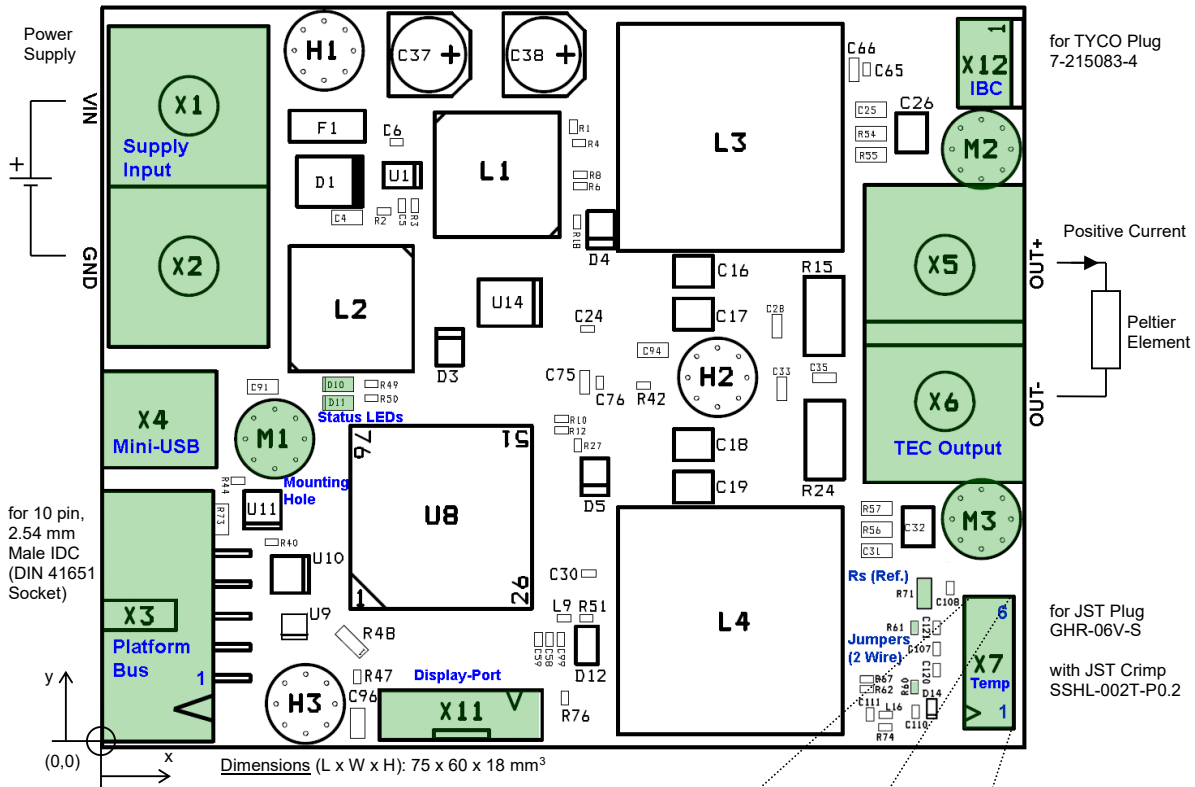 Power
Supply
VIN
+
GND
X1
Supply
Input
X2
H1
C37 +
C38 +
F1
C6
D1
U1
C4
R2
C5
R3
L1
R1
R4
R8
R6
R18
D4
L3
C66
C65
C25
R54
R55
C26
1
X12
IBC
for TYCO Plug
7-215083-4
M2
X5
OUT+
Positive Current
Peltier
Element
OUT-
X6
TEC Output
M3
L2
U14
D3
C24
C16
C17
R15
C28
C94
H2
C33
C35
C75
C76
R42
R10
R12
R27
D5
C18
C19
R24
X4
Mini-USB
C91
D10
R49
D11
R50
Status LEDs
M1
Mounting
Hole
R44
R73
U11
R40
U10
U9
R48
R47
C96
H3
76
51
U8
1
26
for 10 pin,
2.54 mm
Male IDC
(DIN 41651
Socket)
X3
Platform
Bus
1
C30
L9
R51
C59
C58
C99
D12
R76
Display-Port
X11
L4
R57
R56
C31
C32
Rs (Ref.)
R71
C108
R61
C121
C107
Jumpers
(2 Wire)
C120
R67
R62
R60
D14
C111
L16
C110
R74
6
X7
Temp
1
for JST Plug
GHR-06V-S
with JST Crimp
SSHL-002T-P0.2
y
x
(0,0)
Dimensions (L x W x H): 75 x 60 x 18 mm³